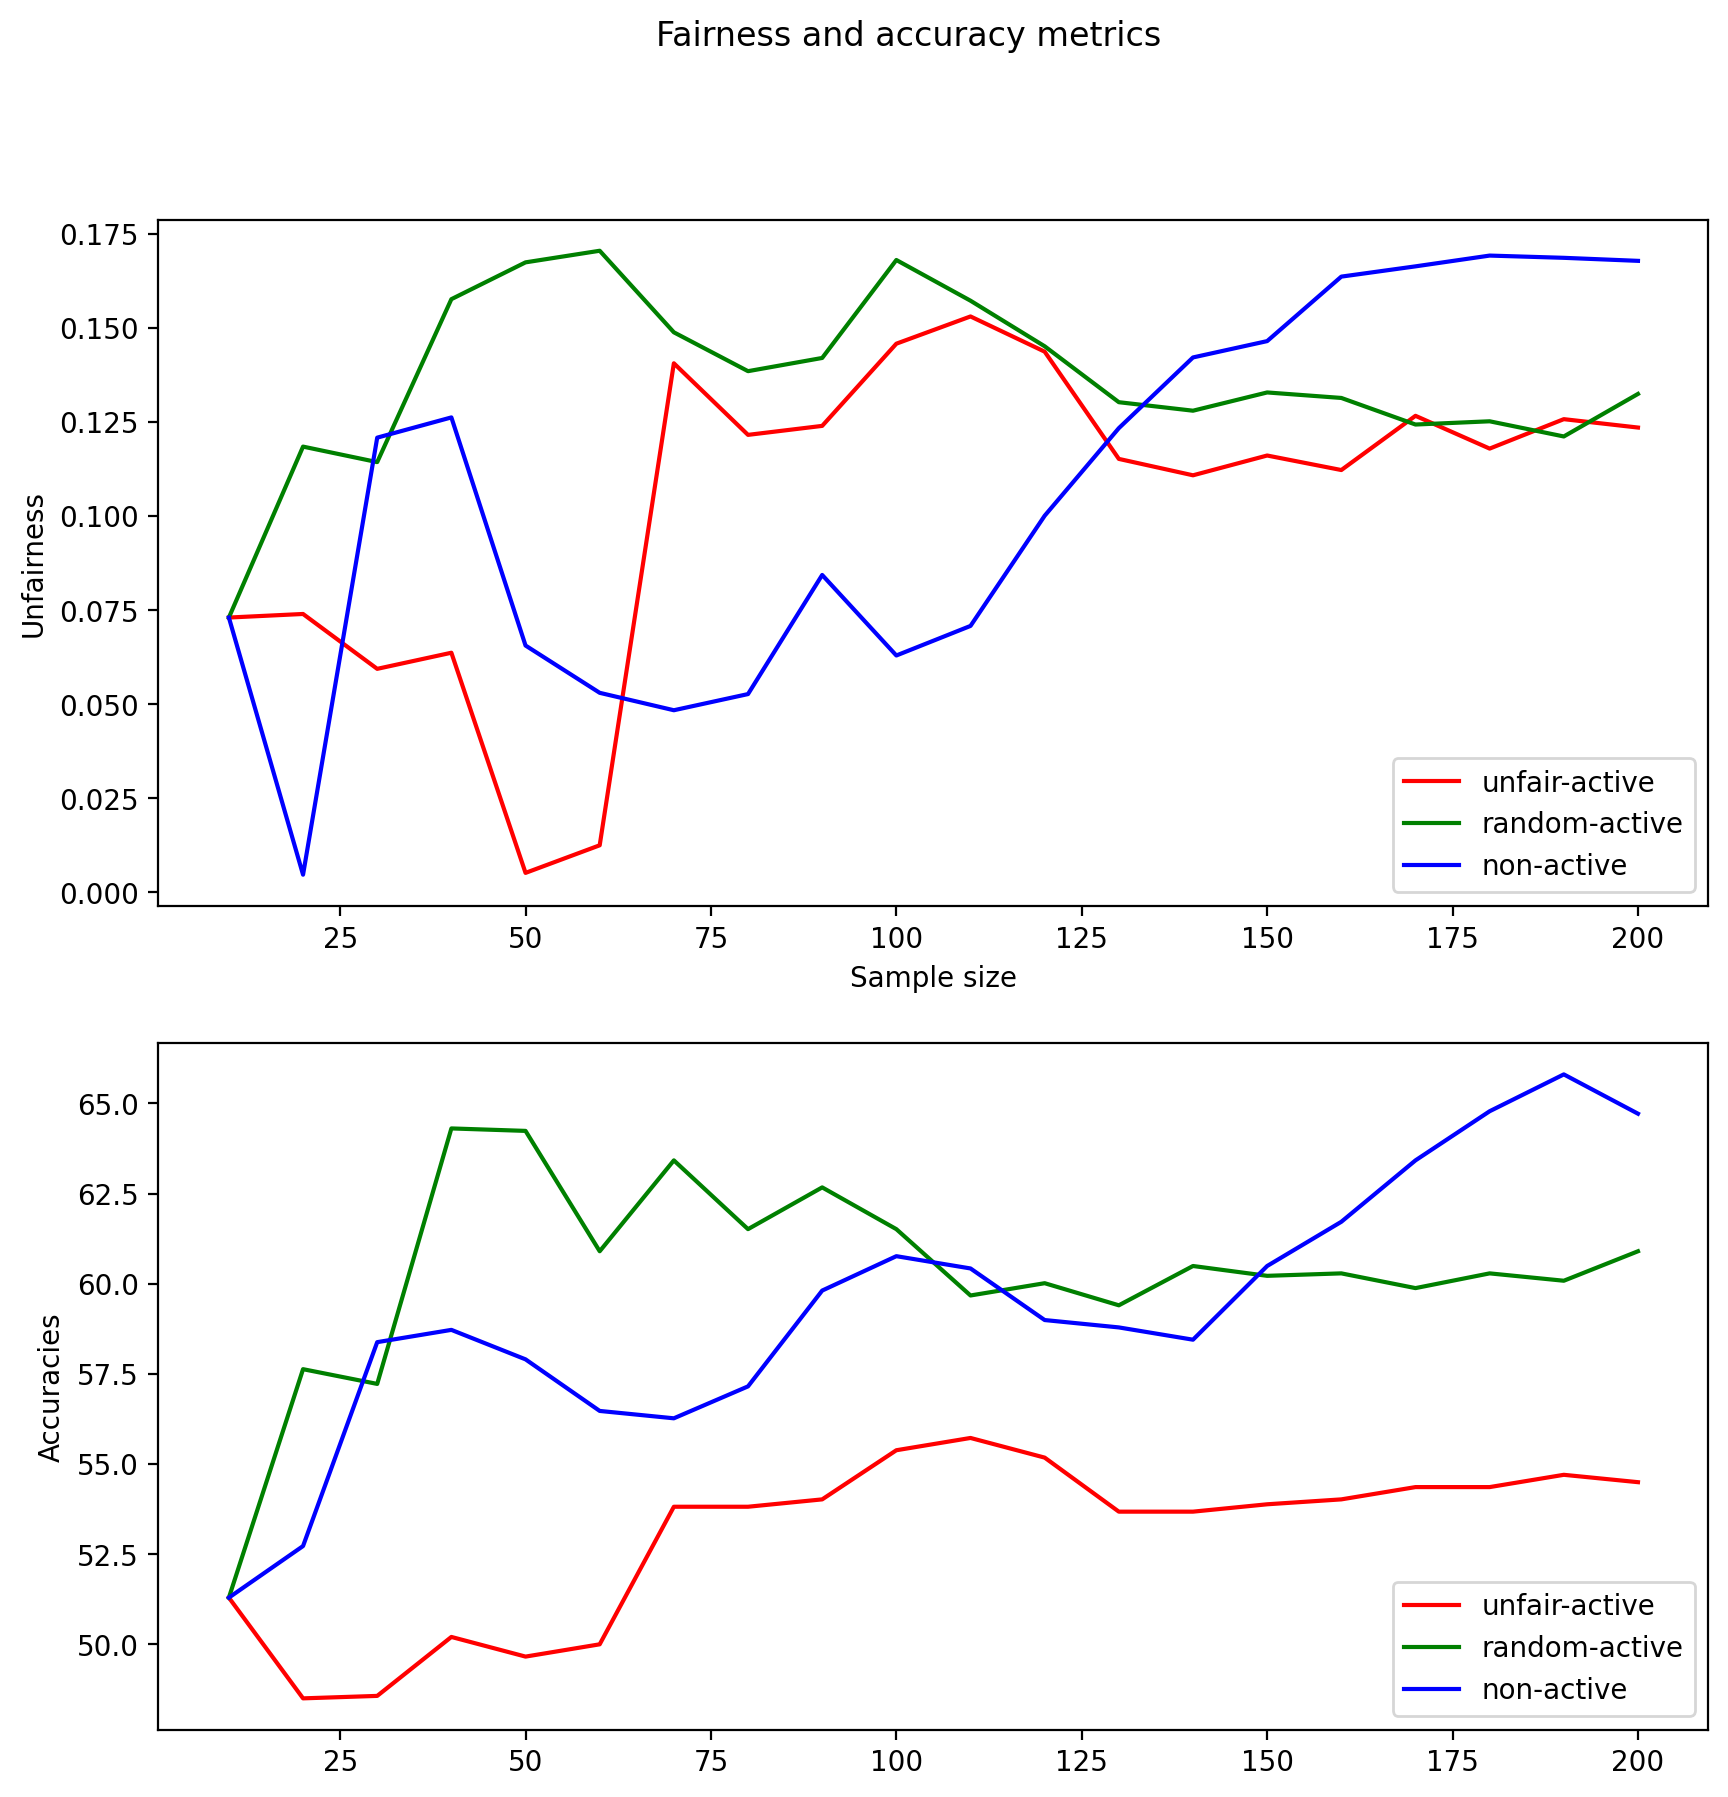 Fairness and accuracy metrics
0.175
0.150
0.125
0.100
0.075
0.050
0.025
0.000
Unfairness
unfair-active
random-active
non-active
25 50 75 100 125 150 175 200
Sample size
65.0
62.5
60.0
57.5
55.0
52.5
50.0
Accuracies
unfair-active
random-active
non-active
25 50 75 100 125 150 175 200